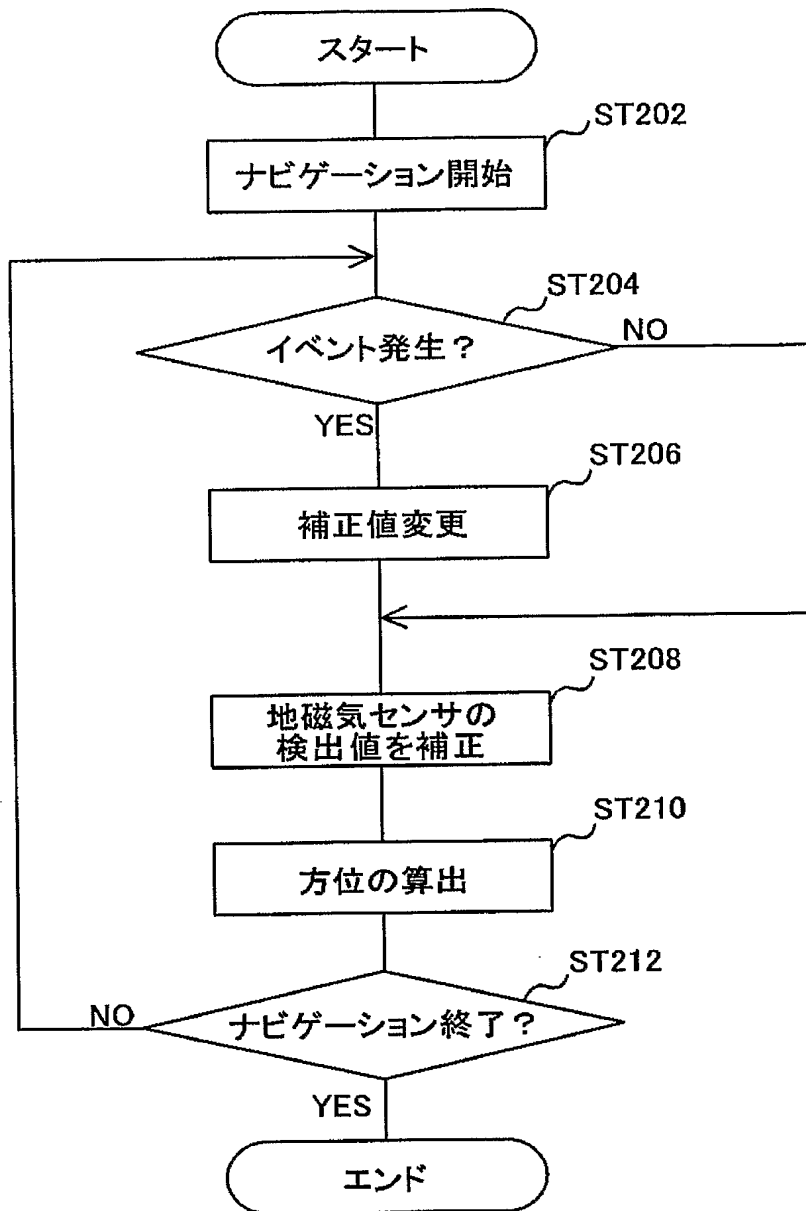 スタート
ST202
ナビゲーション開始
ST204
イベント発生？
NO
YES
ST206
補正値変更
ST208
地磁気センサの
検出値を補正
ST210
方位の算出
ST212
ナビゲーション終了？
NO
YES
エンド